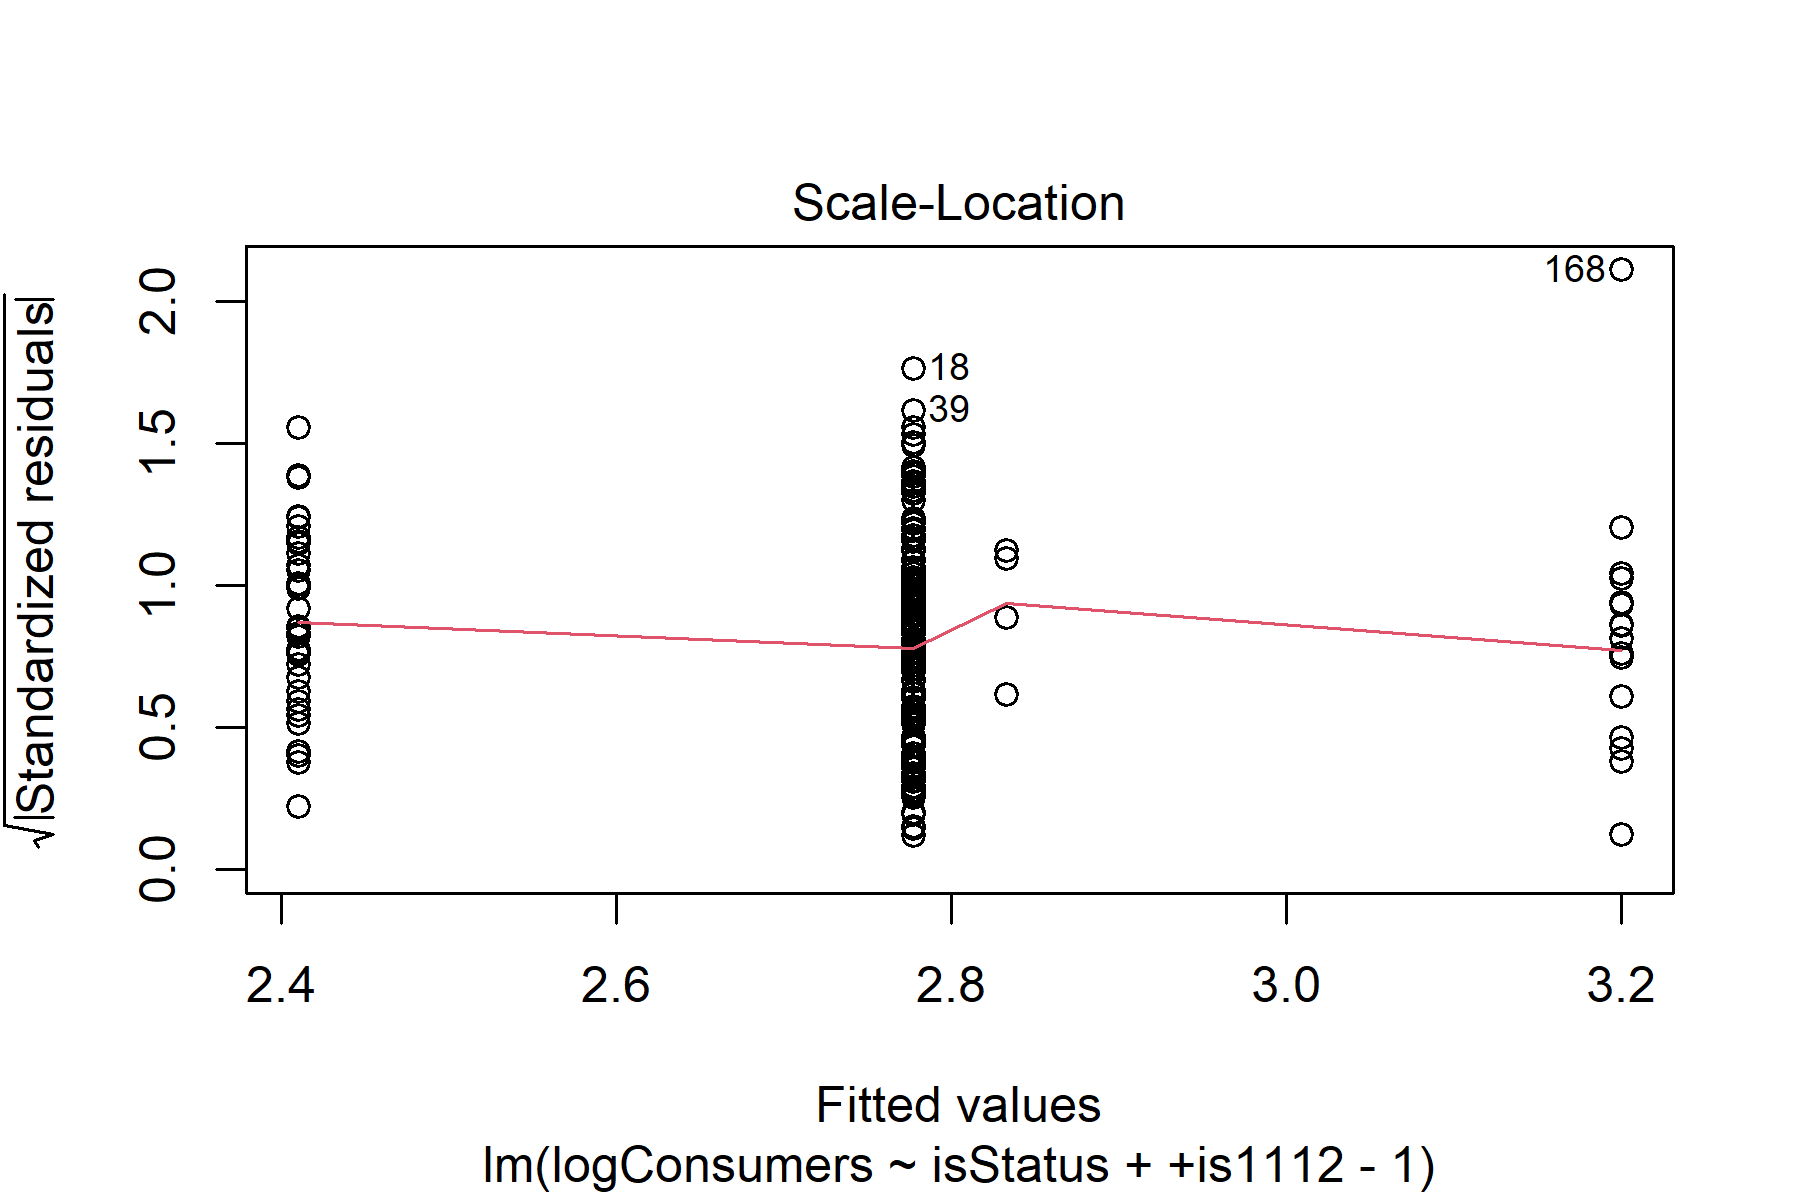 Scale-Location
√|Standardized residuals|
2.0
1.5
1.0
0.5
0.0
168
18
39
2.4 2.6 2.8 3.0 3.2
Fitted values
lm(logConsumers ~ isStatus + +is1112 - 1)